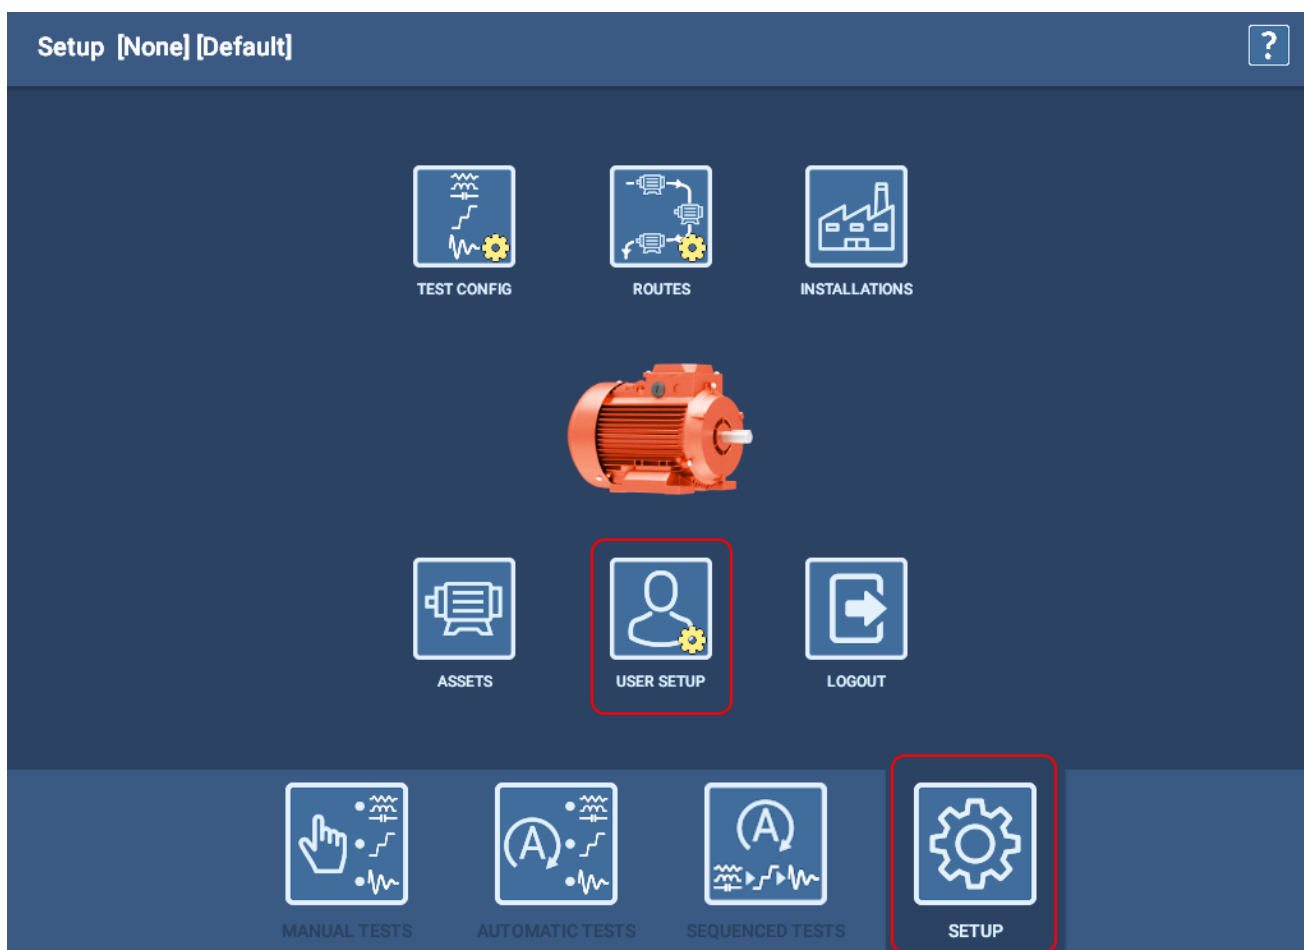 Setup [None] [Default]
?
TEST CONFIG
ROUTES
INSTALLATIONS
ASSETS
USER SETUP
LOGOUT
A
A
MANUAL TESTS
AUTOMATIC TESTS
SEQUENCED TESTS
SETUP